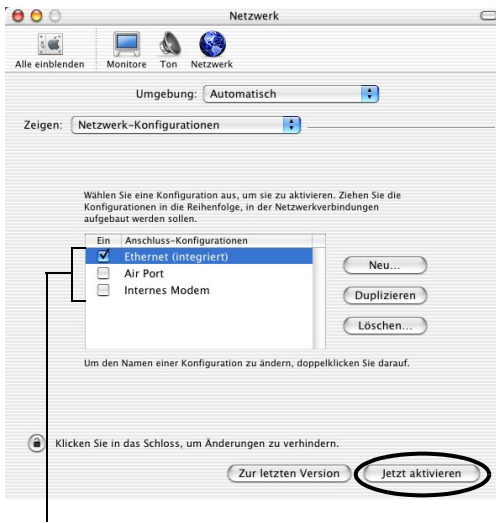 Netzwerk
Alle einblenden Monitore Ton Netzwerk
Umgebung: Automatisch
Zeigen: Netzwerk-Konfigurationen
Wählen Sie eine Konfiguration aus, um sie zu aktivieren. Ziehen Sie die
Konfigurationen in die Reihenfolge, in der Netzwerkverbindungen
aufgebaut werden sollen.
Ein Anschluss-Konfigurationen
Ethernet (integriert)
Air Port
Internes Modem
Neu...
Duplizieren
Löschen...
Um den Namen einer Konfiguration zu ändern, doppelklicken Sie darauf.
Klicken Sie in das Schloss, um Änderungen zu verhindern.
Zur letzten Version Jetzt aktivieren